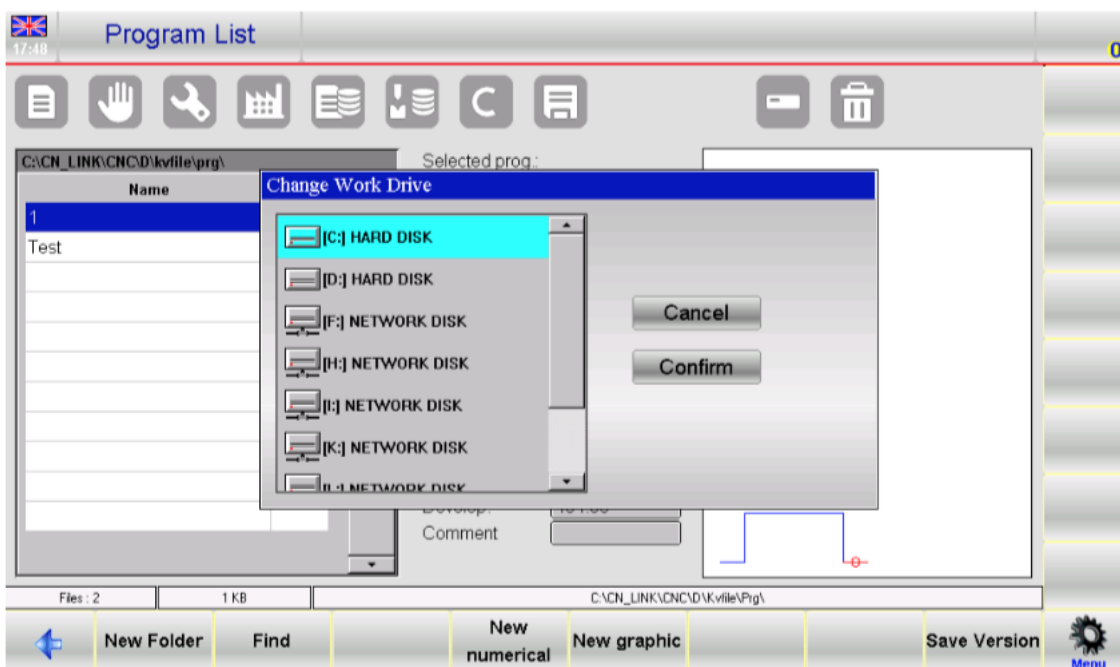 Program List
17:48
0
C
C:\CN_LINK\CNC\D\kvfile\prg\
Selected prog.:
Name
Change Work Drive
1
Test
[C:] HARD DISK
[D:] HARD DISK
[F:] NETWORK DISK
[H:] NETWORK DISK
[I:] NETWORK DISK
[K:] NETWORK DISK
NETWORK DISK
Cancel
Confirm
Comment
Files : 2
1 KB
C:\CN_LINK\CNC\D\Kvfile\Prg\
New Folder
Find
New numerical
New graphic
Save Version
Menu